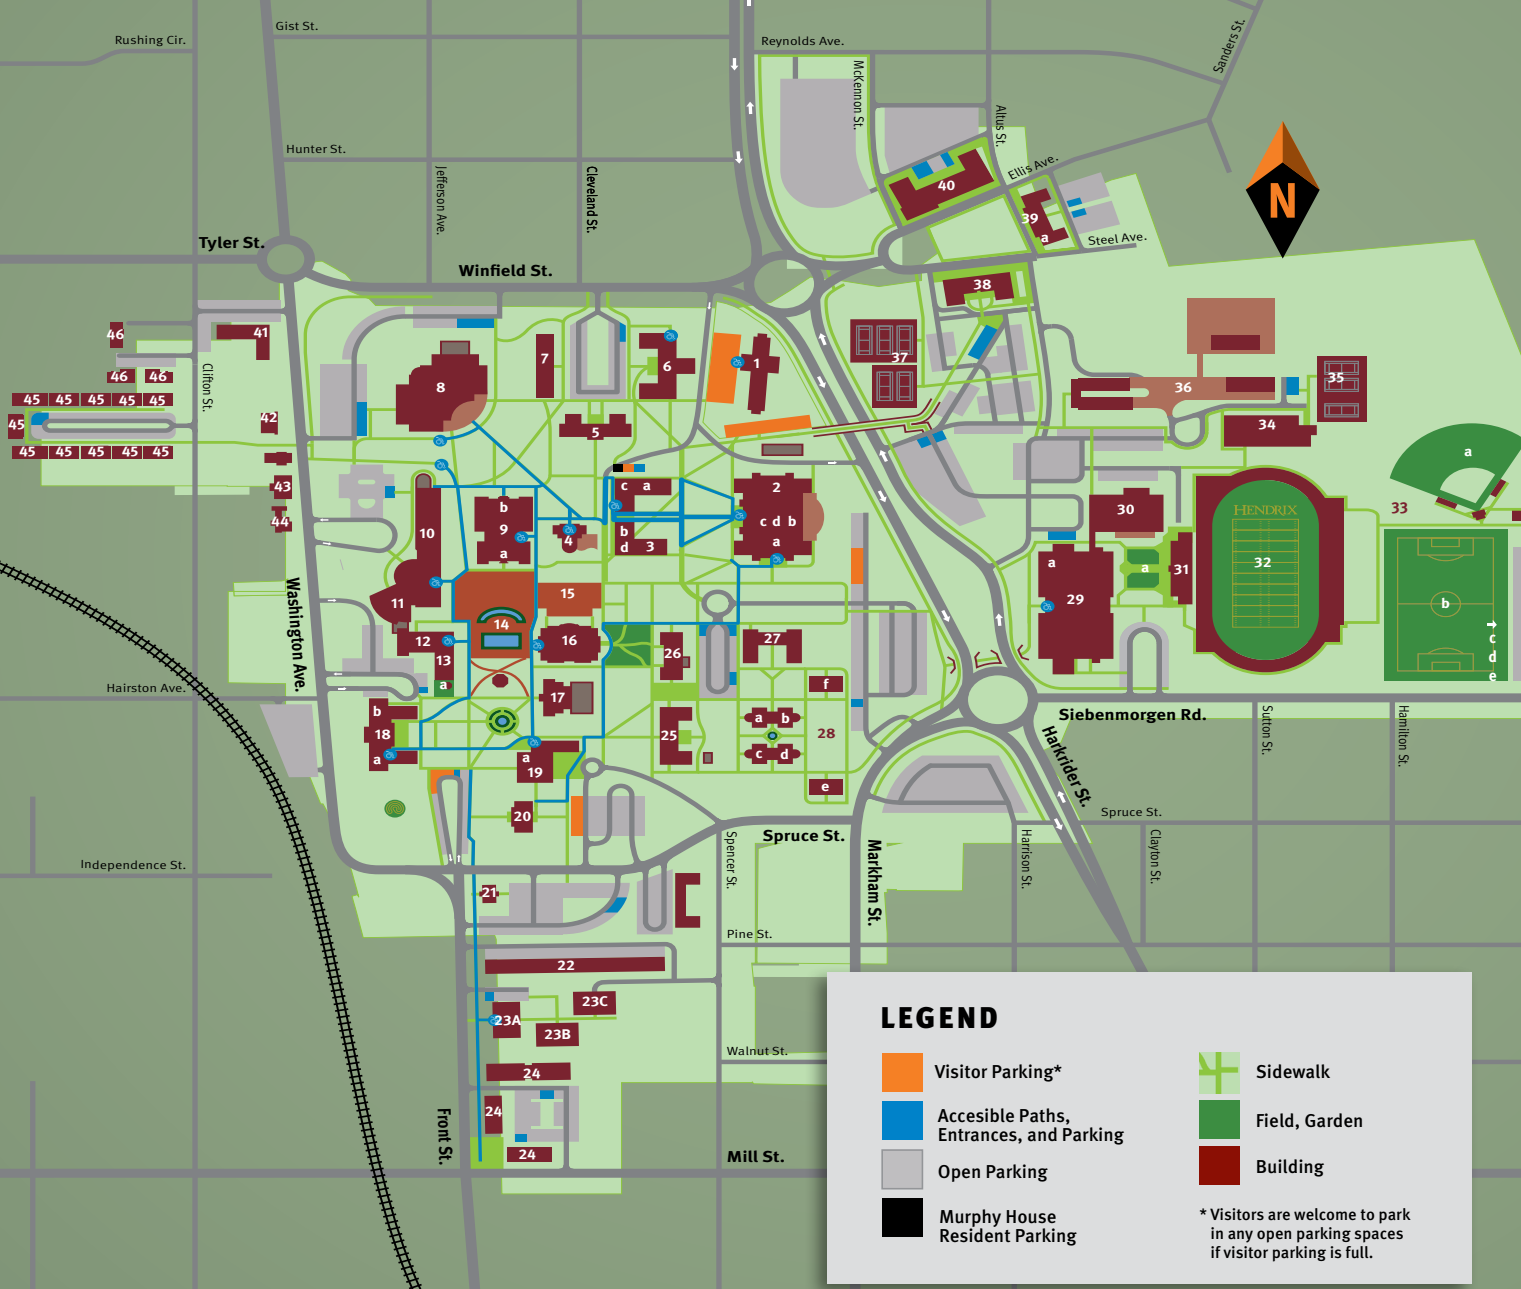 Gist St.
Rushing Cir.
Reynolds Ave.
Sanders St.
McKennon St.
Altus St.
Hunter St.
Jefferson Ave.
Cleveland St.
Ellis Ave.
40
39
a
N
Tyler St.
Steel Ave.
Winfield St.
38
46
41
37
7
1
6
8
Clifton St.
46
46
36
35
45
45
45
45
45
45
42
5
34
45
45
45
45
45
a
43
c
a
2
44
b
9
a
10
4
b
d
3
c
d
b
a
30
33
HENDRIX
Washington Ave.
11
15
a
29
a
31
32
b
14
12
16
13
a
26
27
c
d
e
Hairston Ave.
17
f
b
18
a
25
a
b
c
d
28
Siebenmorgen Rd.
Sutton St.
Hamilton St.
a
19
e
Harkrider St.
20
Spruce St.
Spruce St.
Independence St.
Spencer St.
Markham St.
Harrison St.
Clayton St.
21
Pine St.
22
23C
23A
23B
Walnut St.
24
24
Front St.
24
Mill St.
LEGEND
Visitor Parking*
Accesible Paths,
Entrances, and Parking
Open Parking
Murphy House
Resident Parking
Sidewalk
Field, Garden
Building
* Visitors are welcome to park
in any open parking spaces
if visitor parking is full.